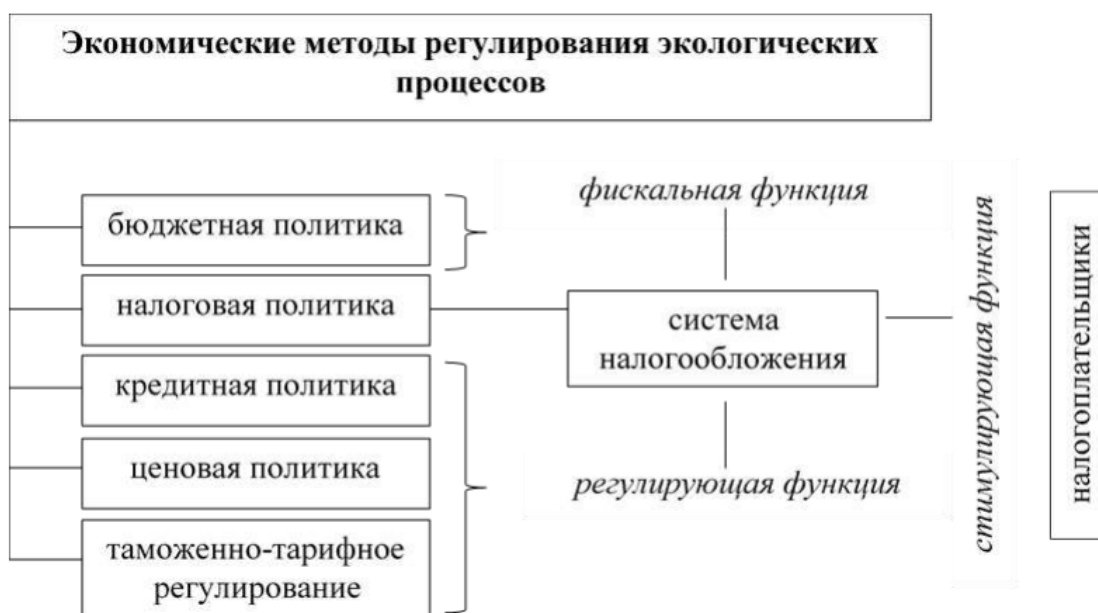 Экономические методы регулирования экологических
процессов
фискальная функция
бюджетная политика
налоговая политика
система
налогообложения
кредитная политика
ценовая политика
регулирующая функция
таможенно-тарифное
регулирование
стимулирующая функция
налогоплательщики